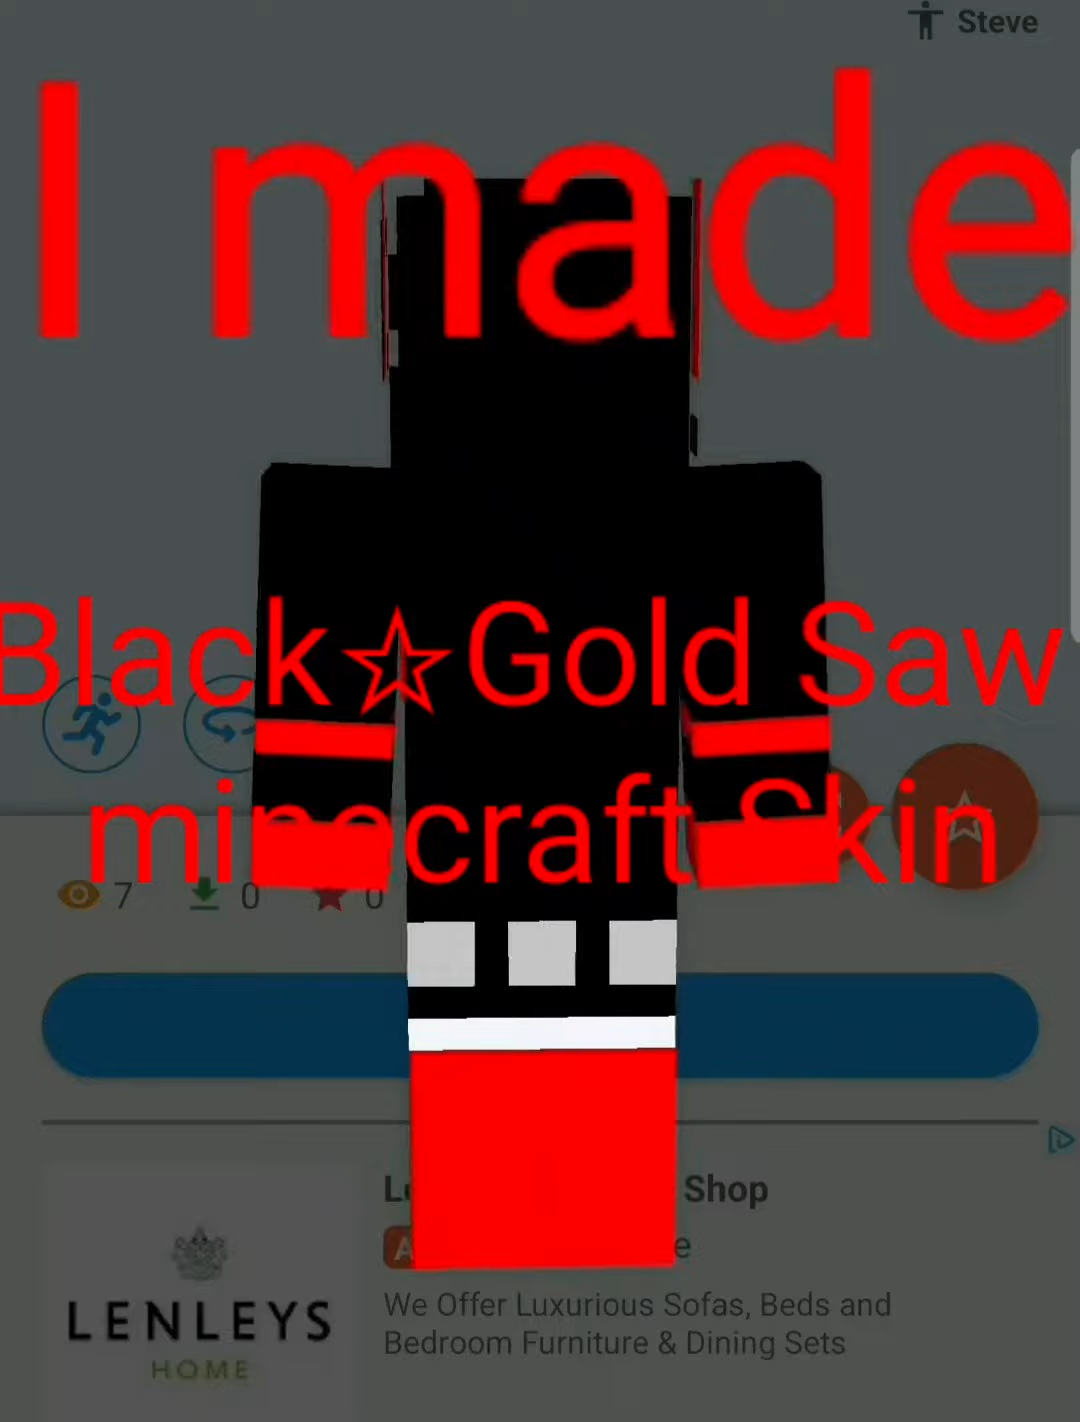 Steve
I made
Black☆Gold Saw
minecraft Skin
7 0 0
Shop
We Offer Luxurious Sofas, Beds and
Bedroom Furniture & Dining Sets
LENLEYS
HOME